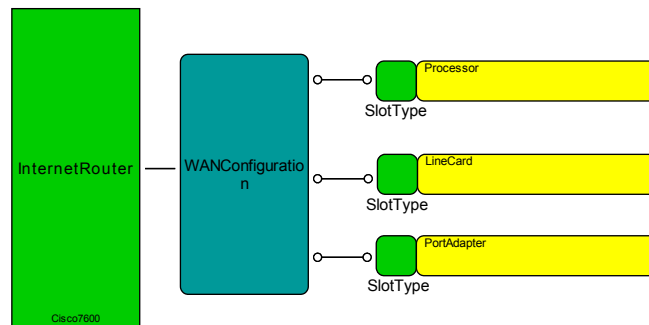 Processor
SlotType
InternetRouter
WANConfiguratio
n
LineCard
SlotType
PortAdapter
SlotType
Cisco7600